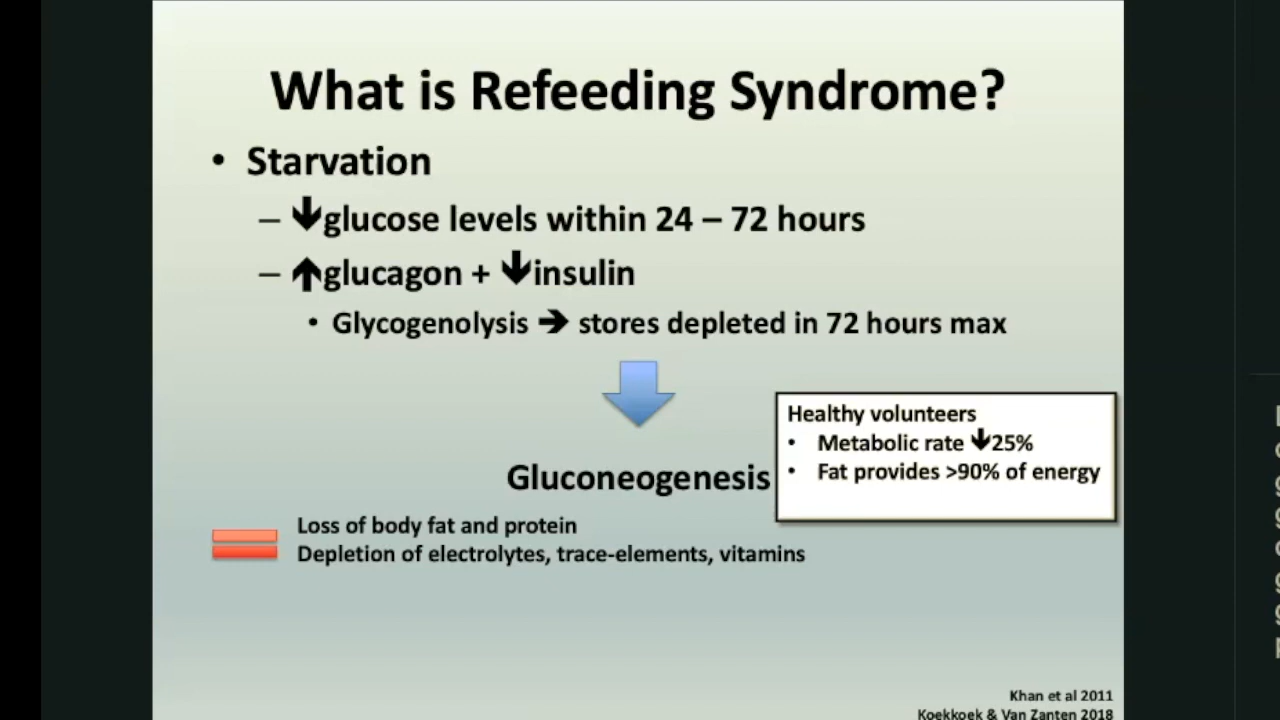 What is Refeeding Syndrome?
• Starvation
– ↓glucose levels within 24 – 72 hours
– ↑glucagon + ↓insulin
• Glycogenolysis → stores depleted in 72 hours max
Healthy volunteers
• Metabolic rate ↓25%
• Fat provides >90% of energy
Gluconeogenesis
Loss of body fat and protein
Depletion of electrolytes, trace-elements, vitamins
Khan et al 2011
Koekkoek & Van Zanten 2018